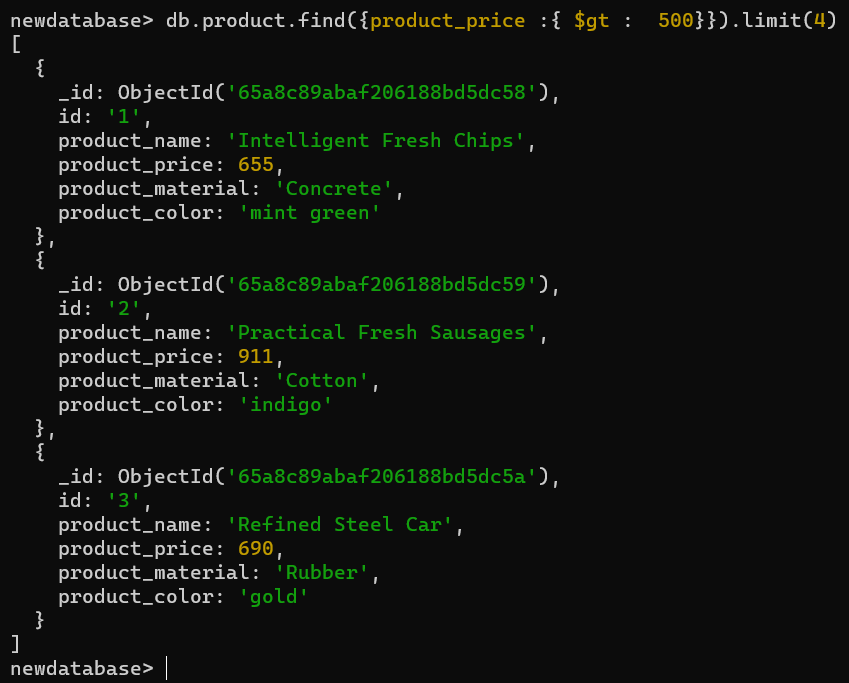 newdatabase> db.product.find({product_price :{ $gt :  500}}).limit(4)
[
  {
    _id: ObjectId('65a8c89abaf206188bd5dc58'),
    id: '1',
    product_name: 'Intelligent Fresh Chips',
    product_price: 655,
    product_material: 'Concrete',
    product_color: 'mint green'
  },
  {
    _id: ObjectId('65a8c89abaf206188bd5dc59'),
    id: '2',
    product_name: 'Practical Fresh Sausages',
    product_price: 911,
    product_material: 'Cotton',
    product_color: 'indigo'
  },
  {
    _id: ObjectId('65a8c89abaf206188bd5dc5a'),
    id: '3',
    product_name: 'Refined Steel Car',
    product_price: 690,
    product_material: 'Rubber',
    product_color: 'gold'
  }
]
newdatabase>